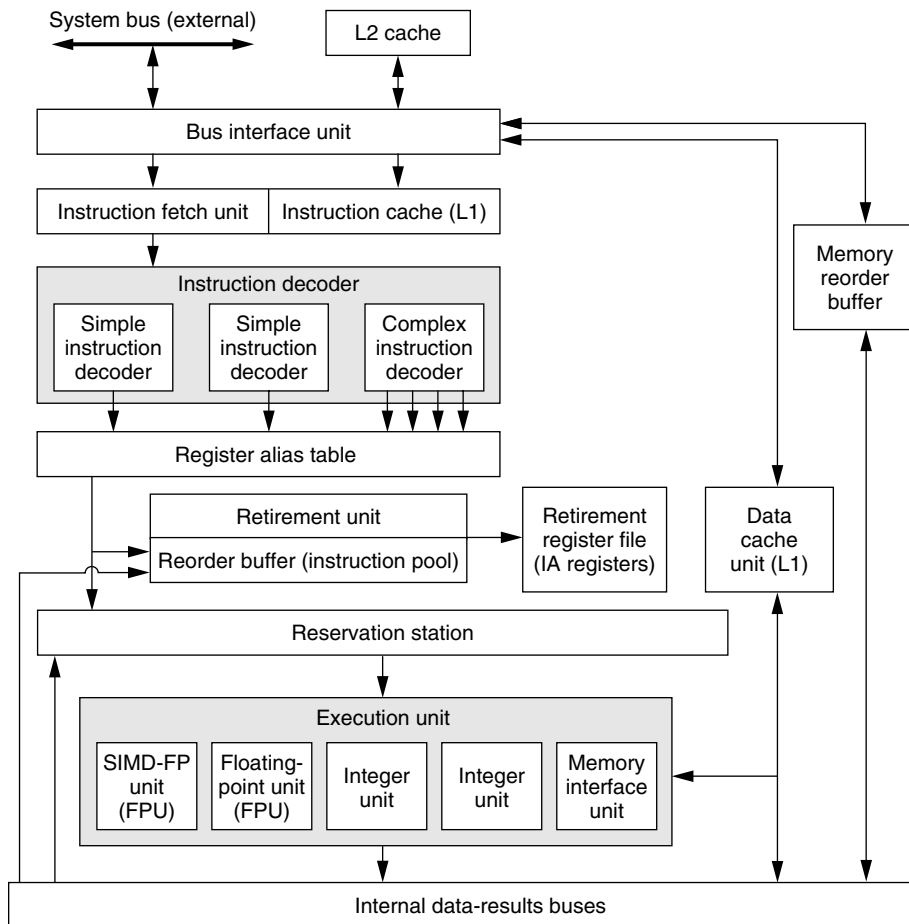 System bus (external)
L2 cache
Bus interface unit
Instruction fetch unit
Instruction cache (L1)
Memory
reorder
buffer
Instruction decoder
Simple
instruction
decoder
Simple
instruction
decoder
Complex
instruction
decoder
Register alias table
Retirement unit
Reorder buffer (instruction pool)
Retirement
register file
(IA registers)
Data
cache
unit (L1)
Reservation station
Execution unit
SIMD-FP
unit
(FPU)
Floating-
point unit
(FPU)
Integer
unit
Integer
unit
Memory
interface
unit
Internal data-results buses